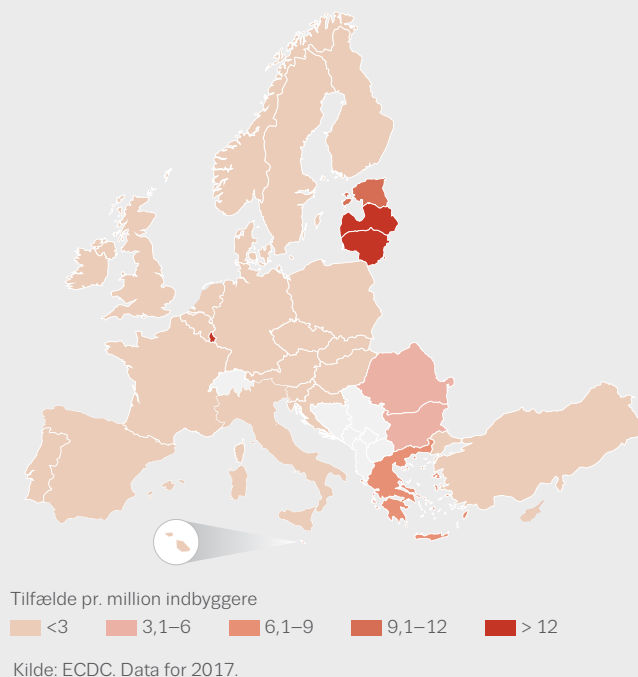 Tilfælde pr. million indbyggere
<3 3,1–6 6,1–9 9,1–12 > 12
Kilde: ECDC. Data for 2017.